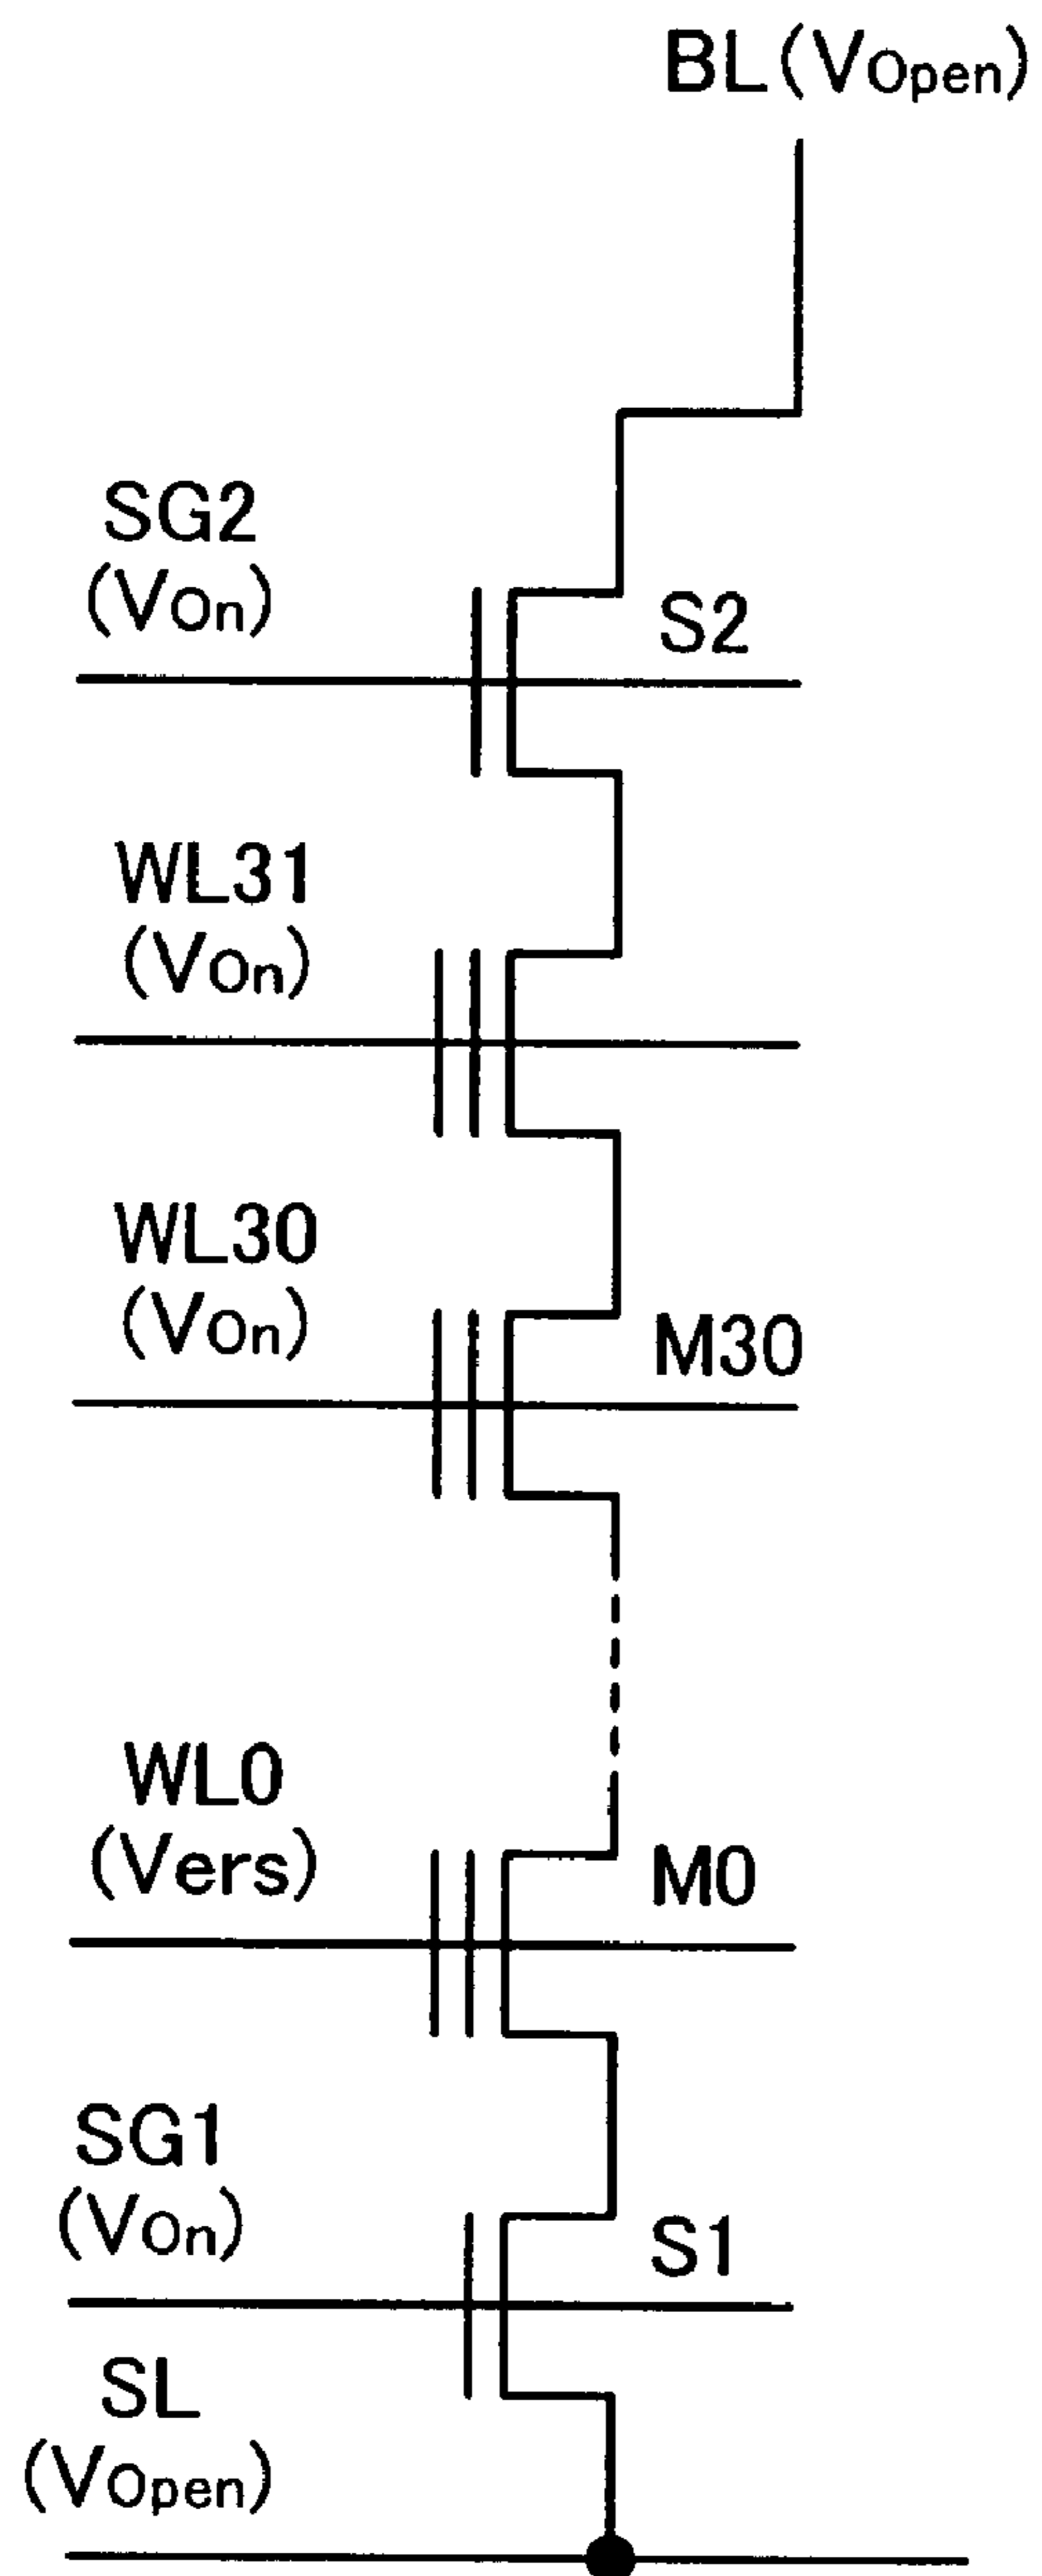 BL(VOpen)
SG2
(VOn)
S2
WL31
(VOn)
WL30
(VOn)
M30
WL0
(Vers)
M0
SG1
(VOn)
S1
SL
(VOpen)